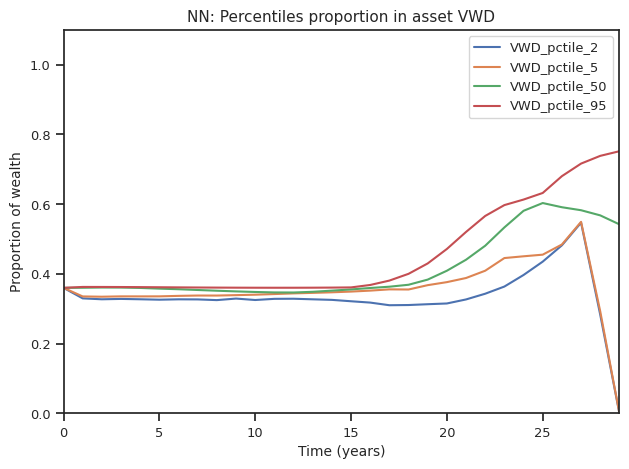 NN: Percentiles proportion in asset VWD
VWD_pctile_2
VWD_pctile_5
VWD_pctile_50
VWD_pctile_95
Proportion of wealth
1.0
0.8
0.6
0.4
0.2
0.0
0 5 10 15 20 25
Time (years)